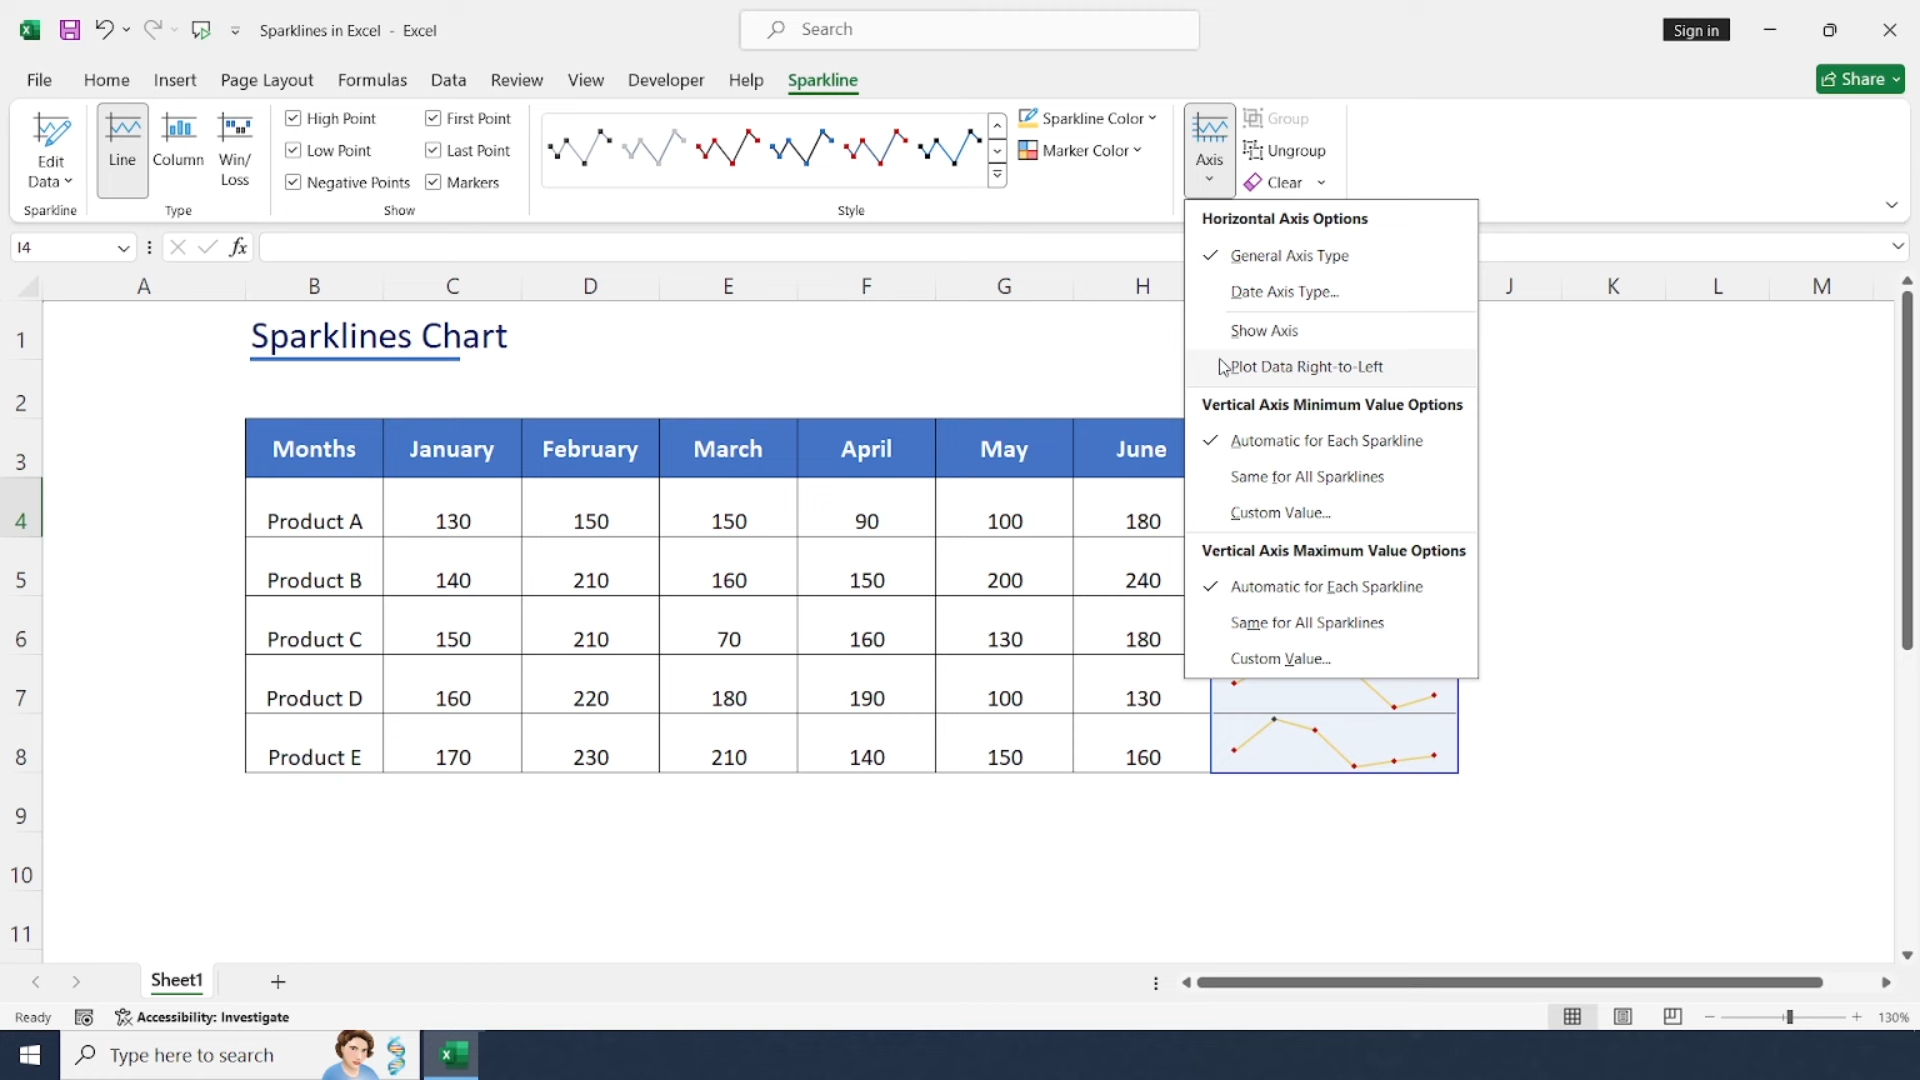 Sparklines in Excel - Excel
Search
Sign in
File Home Insert Page Layout Formulas Data Review View Developer Help Sparkline
Share
Edit Data
Line
Column
Win/ Loss
High Point
First Point
Low Point
Last Point
Negative Points
Markers
Sparkline Color
Marker Color
Axis
Group
Ungroup
Clear
Sparkline
Type
Show
Style
I4
fx
A B C D E F G H J K L M
Horizontal Axis Options
General Axis Type
Date Axis Type...
Show Axis
Plot Data Right-to-Left
Vertical Axis Minimum Value Options
Automatic for Each Sparkline
Same for All Sparklines
Custom Value...
Vertical Axis Maximum Value Options
Automatic for Each Sparkline
Same for All Sparklines
Custom Value...
1 Sparklines Chart
2
3 Months January February March April May June
4 Product A 130 150 150 90 100 180
5 Product B 140 210 160 150 200 240
6 Product C 150 210 70 160 130 180
7 Product D 160 220 180 190 100 130
8 Product E 170 230 210 140 150 160
9
10
11
Sheet1
Ready
Accessibility: Investigate
130%
Type here to search